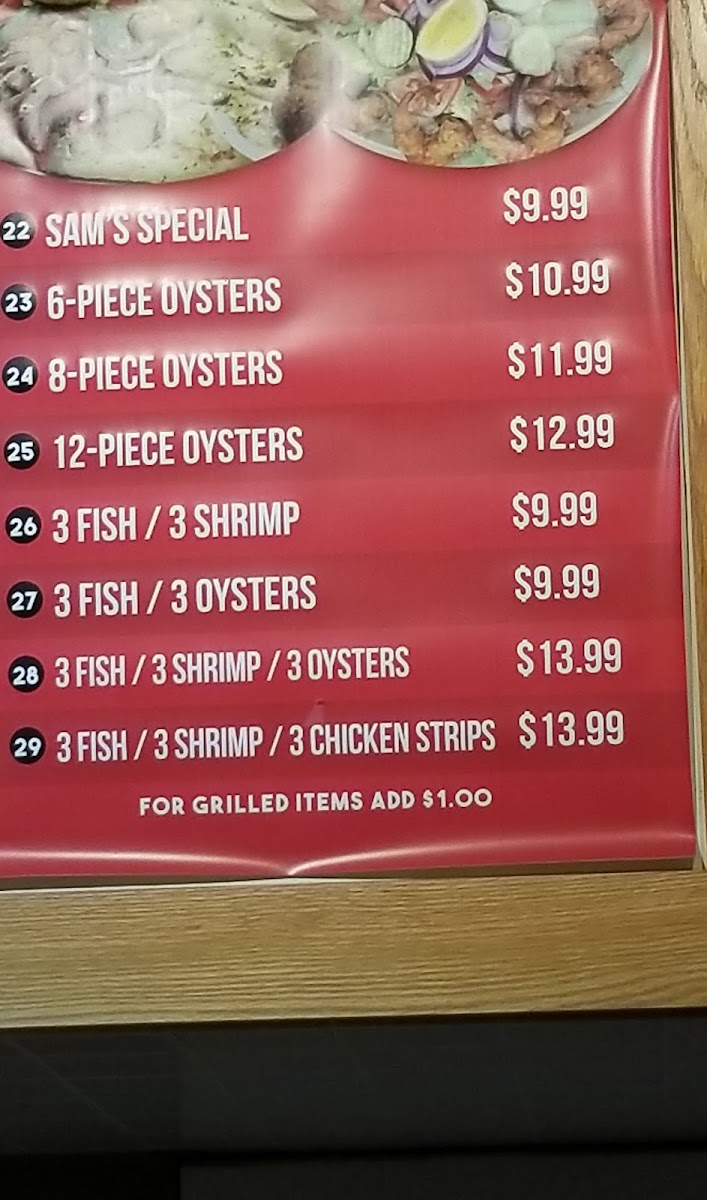 22 SAM'S SPECIAL $9.99
23 6-PIECE OYSTERS $10.99
24 8-PIECE OYSTERS $11.99
25 12-PIECE OYSTERS $12.99
26 3 FISH / 3 SHRIMP $9.99
27 3 FISH / 3 OYSTERS $9.99
28 3 FISH / 3 SHRIMP / 3 OYSTERS $13.99
29 3 FISH / 3 SHRIMP / 3 CHICKEN STRIPS $13.99
FOR GRILLED ITEMS ADD $1.00